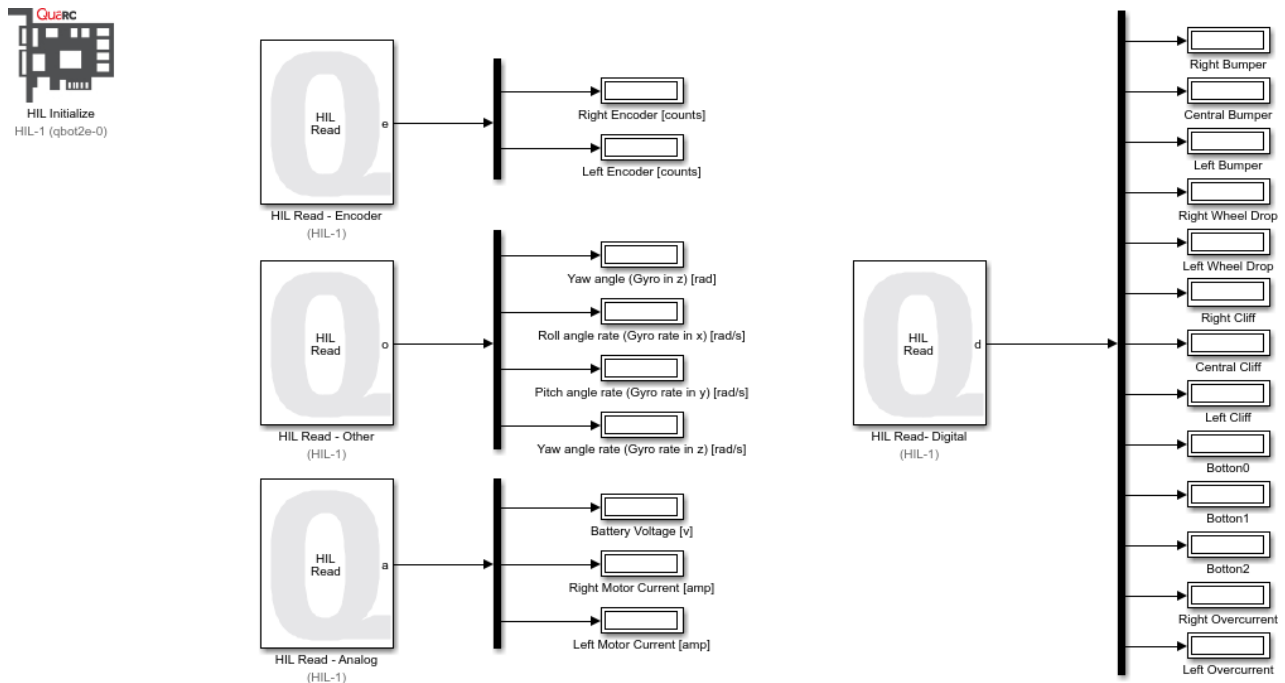 QUARC
HIL Initialize
HIL-1 (qbot2e-0)
HIL
Read
e
HIL Read - Encoder
(HIL-1)
Right Encoder [counts]
Left Encoder [counts]
HIL
Read
o
HIL Read - Other
(HIL-1)
Yaw angle (Gyro in z) [rad]
Roll angle rate (Gyro rate in x) [rad/s]
Pitch angle rate (Gyro rate in y) [rad/s]
Yaw angle rate (Gyro rate in z) [rad/s]
HIL
Read
a
HIL Read - Analog
(HIL-1)
Battery Voltage [v]
Right Motor Current [amp]
Left Motor Current [amp]
HIL
Read
d
HIL Read- Digital
(HIL-1)
Right Bumper
Central Bumper
Left Bumper
Right Wheel Drop
Left Wheel Drop
Right Cliff
Central Cliff
Left Cliff
Botton0
Botton1
Botton2
Right Overcurrent
Left Overcurrent